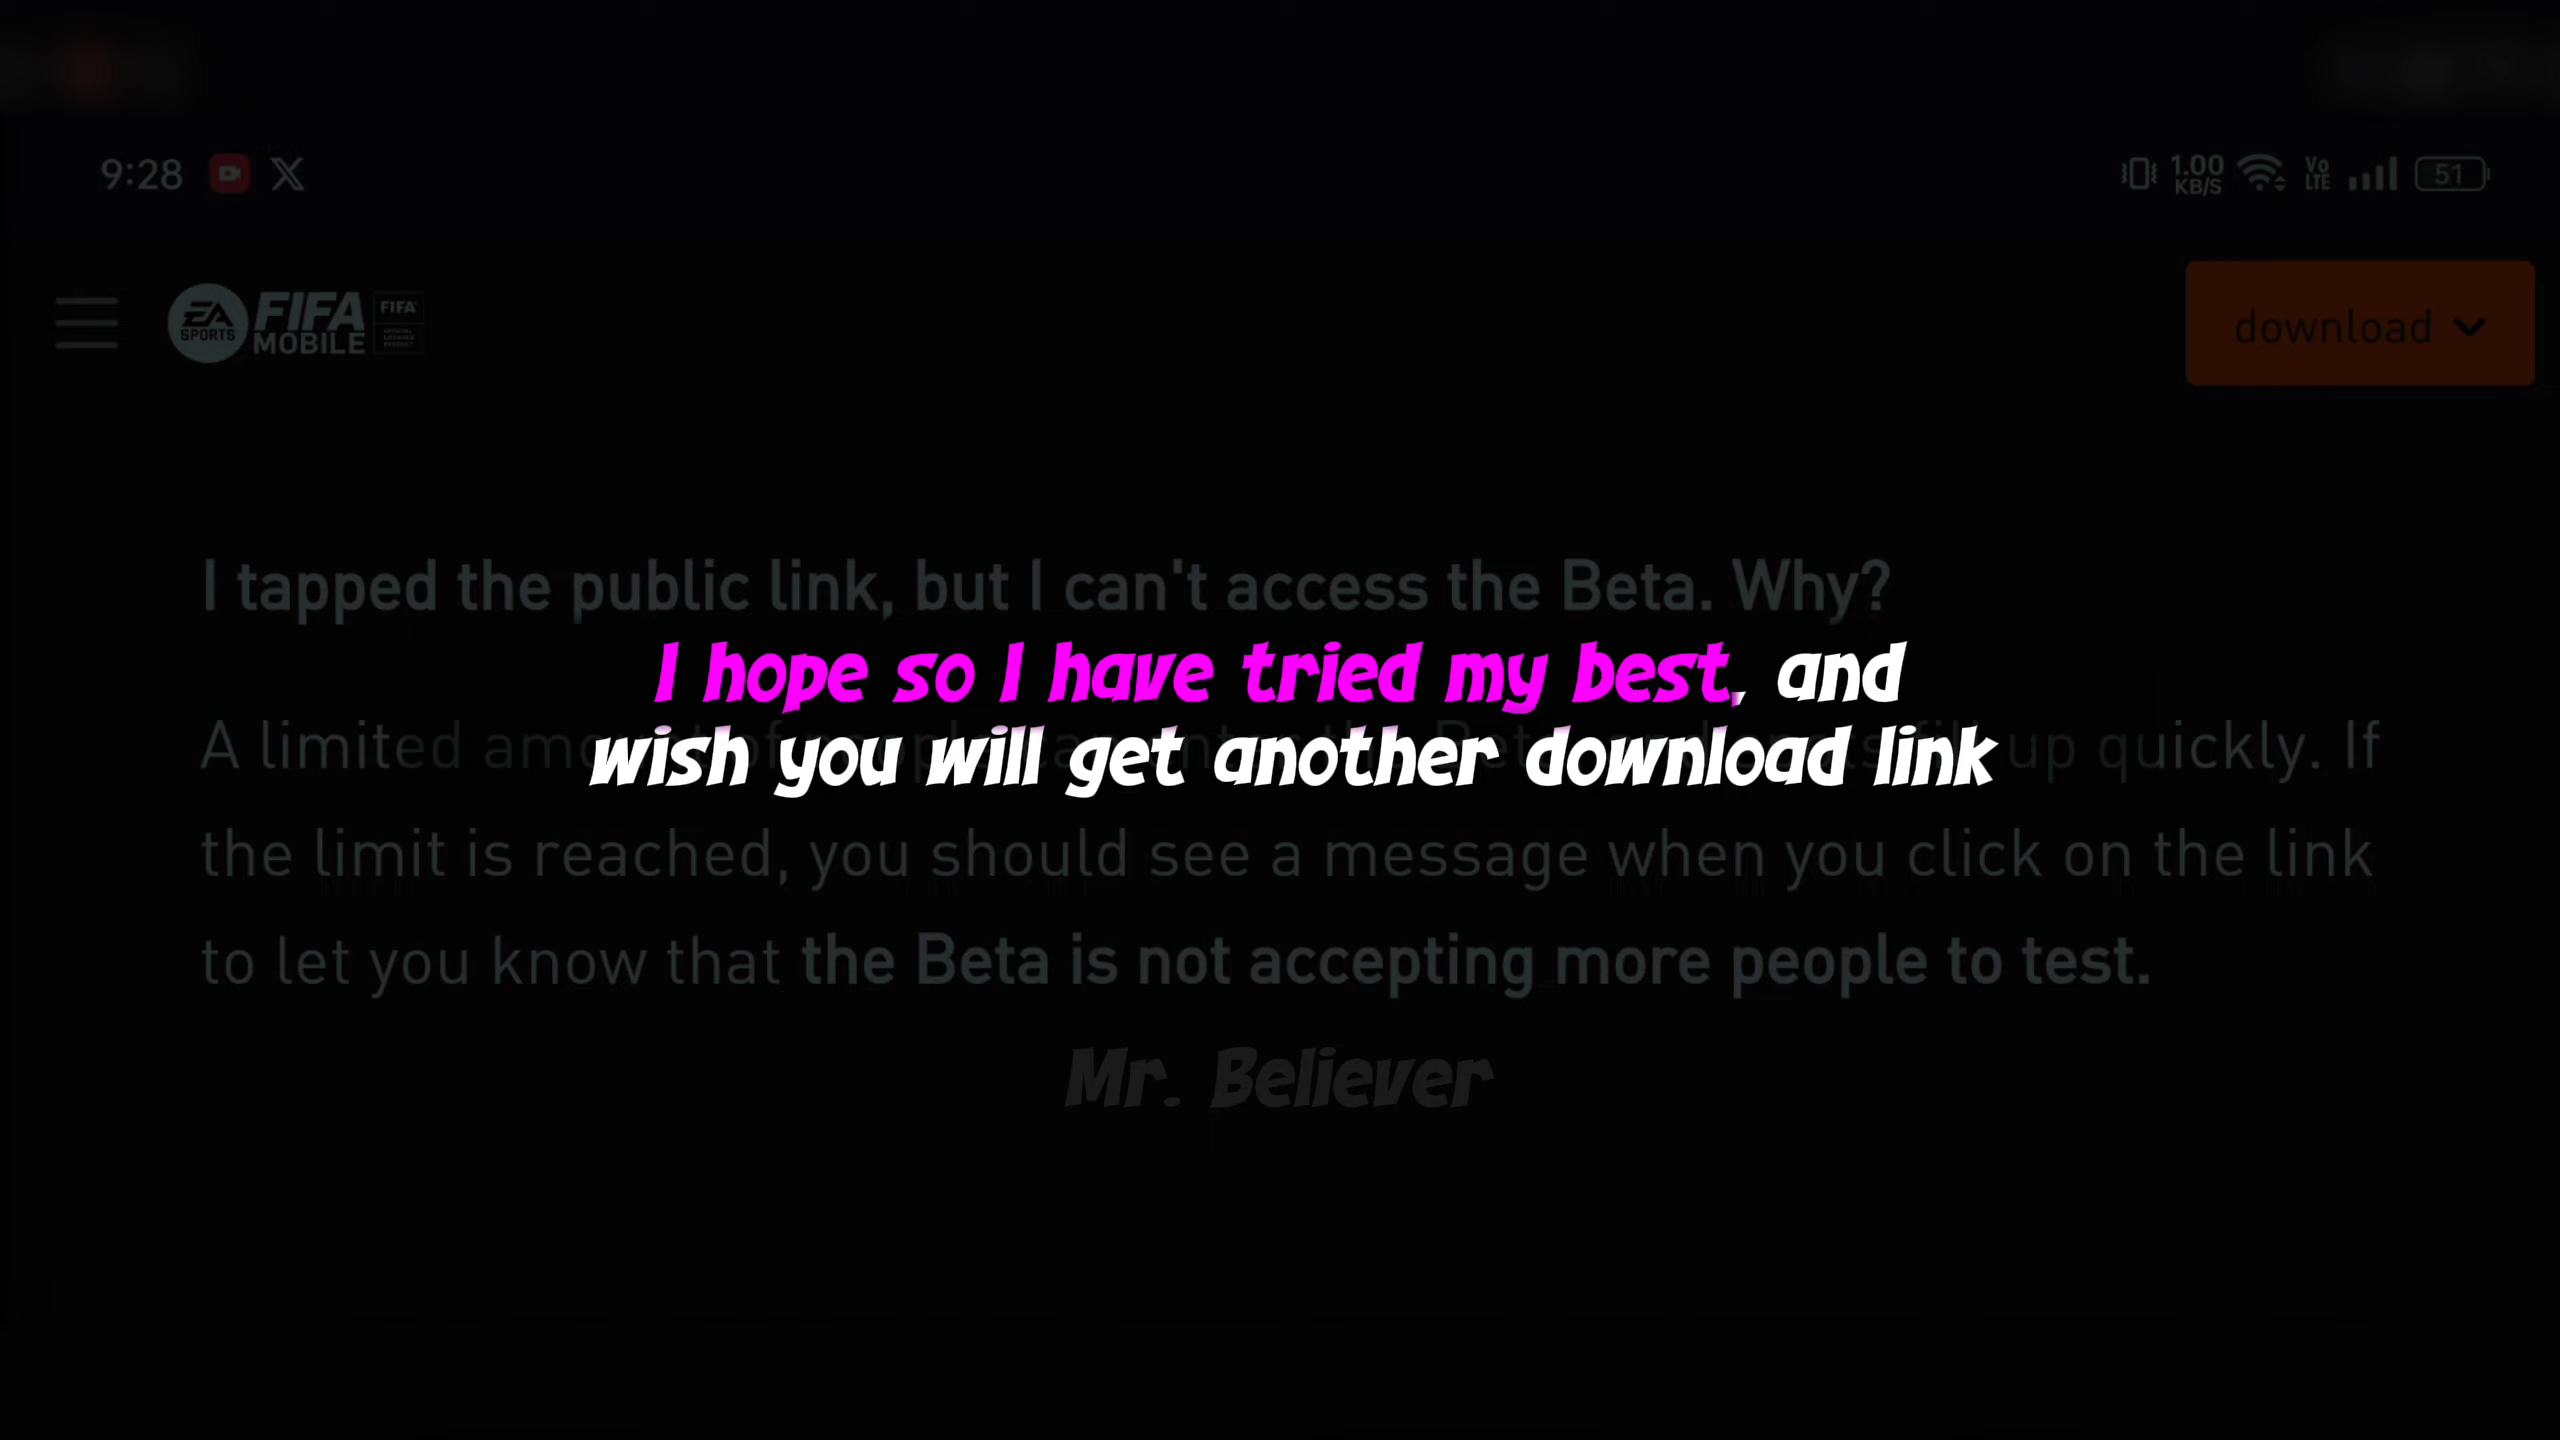 9:28
1.00
KB/S
Vo
LTE
51
EA
SPORTS
FIFA
MOBILE
FIFA
download
I tapped the public link, but I can't access the Beta. Why?
I hope so I have tried my best, and
wish you will get another download link
A limited up quickly. If
the limit is reached, you should see a message when you click on the link
to let you know that the Beta is not accepting more people to test.
Mr. Believer